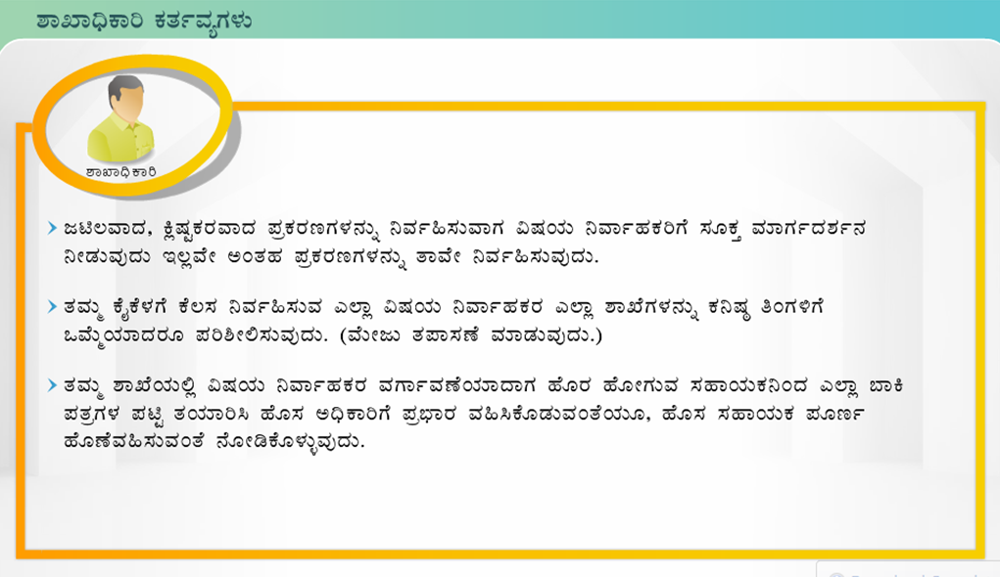 ಶಾಖಾಧಿಕಾರಿ ಕರ್ತವ್ಯಗಳು
ಶಾಖಾಧಿಕಾರಿ
ಜಟಿಲವಾದ, ಕ್ಲಿಷ್ಟಕರವಾದ ಪ್ರಕರಣಗಳನ್ನು ನಿರ್ವಹಿಸುವಾಗ ವಿಷಯ ನಿರ್ವಾಹಕರಿಗೆ ಸೂಕ್ತ ಮಾರ್ಗದರ್ಶನ
ನೀಡುವುದು ಇಲ್ಲವೇ ಅಂತಹ ಪ್ರಕರಣಗಳನ್ನು ತಾವೇ ನಿರ್ವಹಿಸುವುದು.
ತಮ್ಮ ಕೈಕೆಳಗೆ ಕೆಲಸ ನಿರ್ವಹಿಸುವ ಎಲ್ಲಾ ವಿಷಯ ನಿರ್ವಾಹಕರ ಎಲ್ಲಾ ಶಾಖೆಗಳನ್ನು ಕನಿಷ್ಠ ತಿಂಗಳಿಗೆ
ಒಮ್ಮೆಯಾದರೂ ಪರಿಶೀಲಿಸುವುದು. (ಮೇಜು ತಪಾಸಣೆ ಮಾಡುವುದು.)
ತಮ್ಮ ಶಾಖೆಯಲ್ಲಿ ವಿಷಯ ನಿರ್ವಾಹಕರ ವರ್ಗಾವಣೆಯಾದಾಗ ಹೊರ ಹೋಗುವ ಸಹಾಯಕನಿಂದ ಎಲ್ಲಾ ಬಾಕಿ
ಪತ್ರಗಳ ಪಟ್ಟಿ ತಯಾರಿಸಿ ಹೊಸ ಅಧಿಕಾರಿಗೆ ಪ್ರಭಾರ ವಹಿಸಿಕೊಡುವಂತೆಯೂ, ಹೊಸ ಸಹಾಯಕ ಪೂರ್ಣ
ಹೊಣೆವಹಿಸುವಂತೆ ನೋಡಿಕೊಳ್ಳುವುದು.